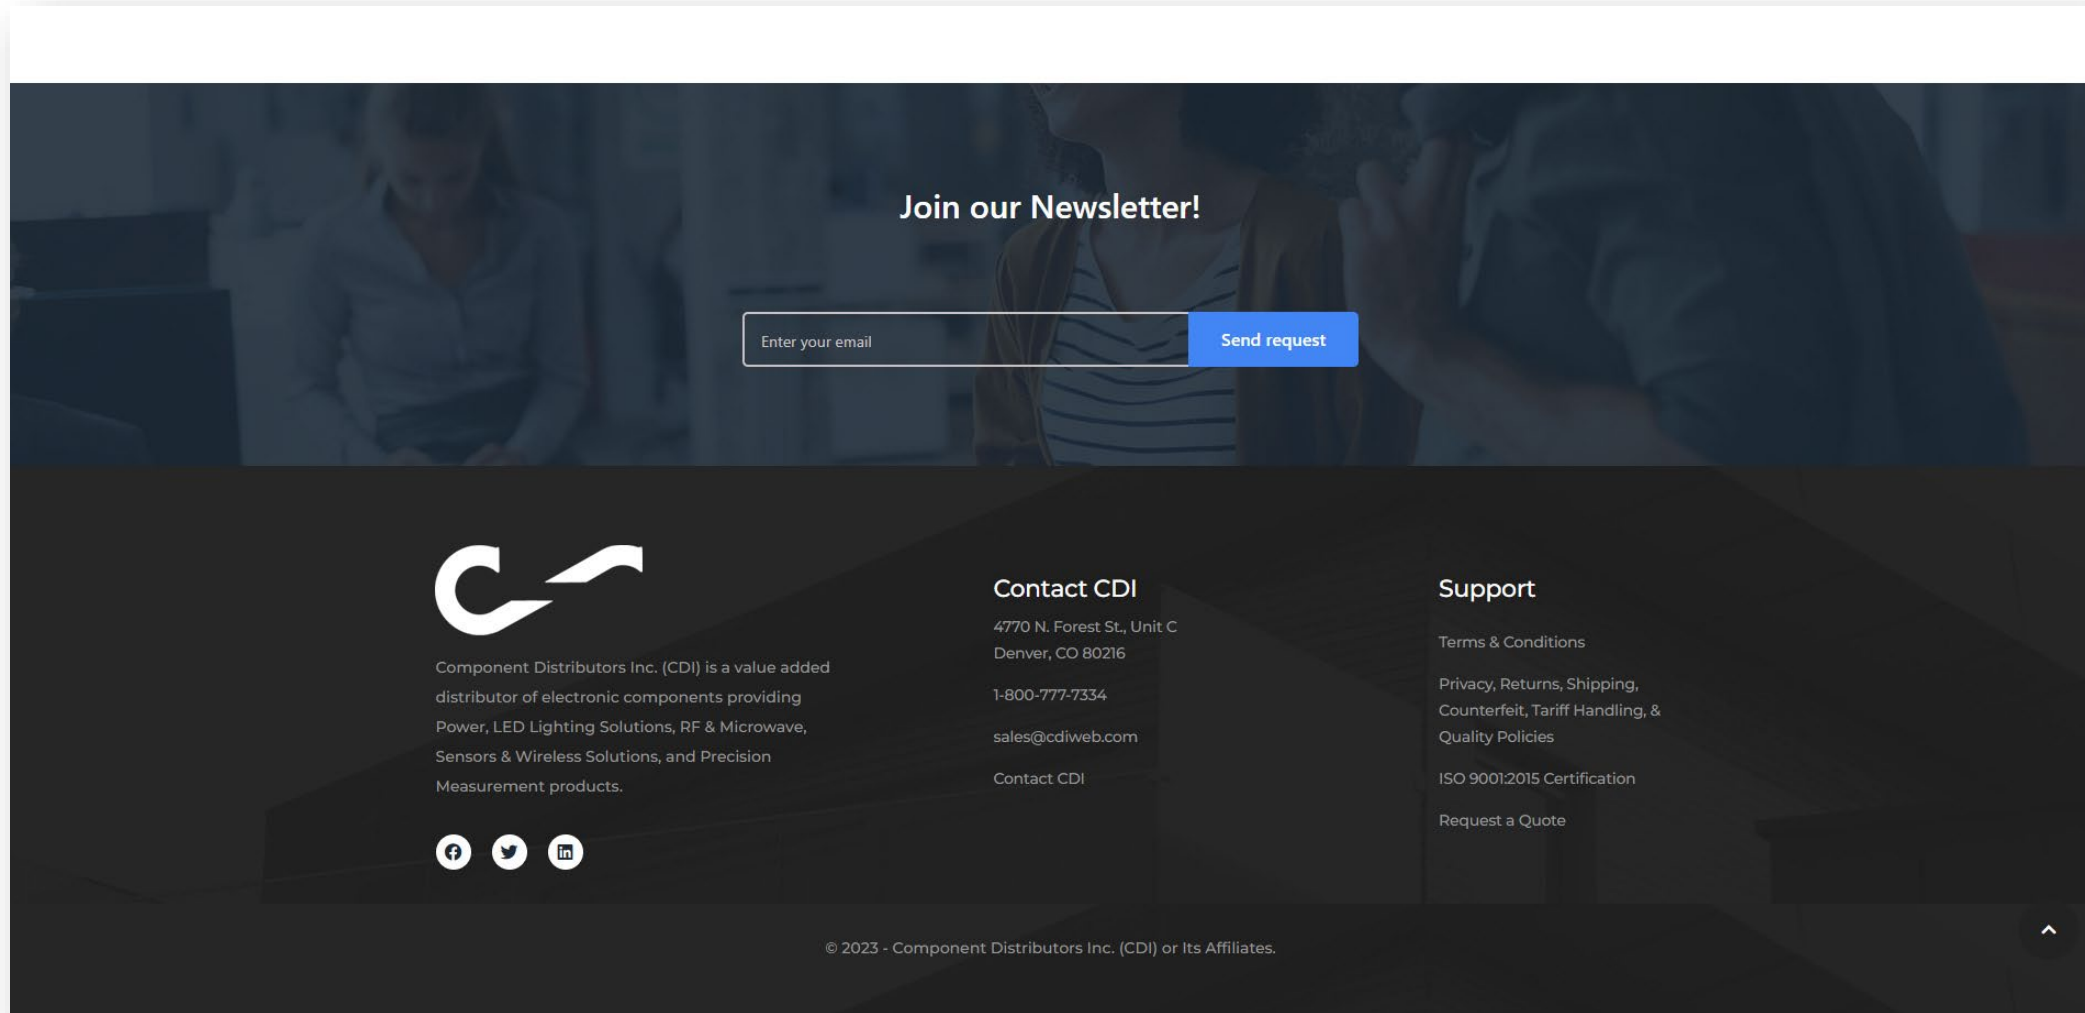 Join our Newsletter!
Enter your email
Send request
Component Distributors Inc. (CDI) is a value added
distributor of electronic components providing
Power, LED Lighting Solutions, RF & Microwave,
Sensors & Wireless Solutions, and Precision
Measurement products.
Contact CDI
4770 N. Forest St., Unit C
Denver, CO 80216
1-800-777-7334
sales@cdiweb.com
Contact CDI
Support
Terms & Conditions
Privacy, Returns, Shipping,
Counterfeit, Tariff Handling, &
Quality Policies
ISO 9001:2015 Certification
Request a Quote
© 2023 - Component Distributors Inc. (CDI) or Its Affiliates.